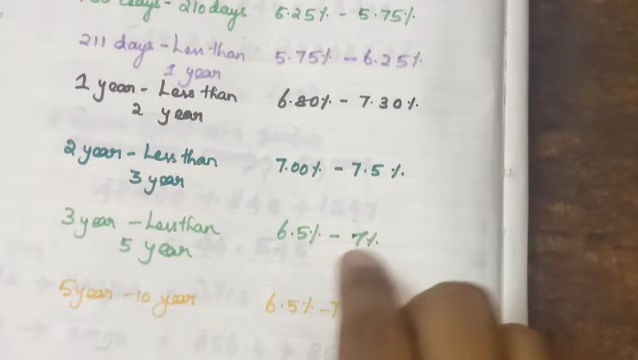 days - 210 days 6.25% - 5.75%
211 days - Less than 5.75% - 6.25%
1 year
1 year - Less than 6.80% - 7.30%
2 year
2 year - Less than 7.00% - 7.5%
3 year
3 year - Less than 6.5% - 7%
5 year
5 year - 10 year 6.5% - 7